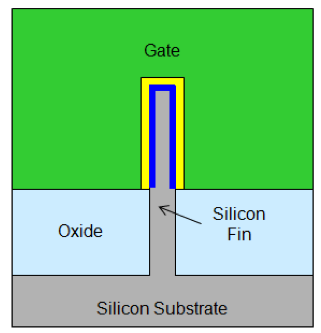 Gate
Silicon
Fin
Oxide
Silicon Substrate